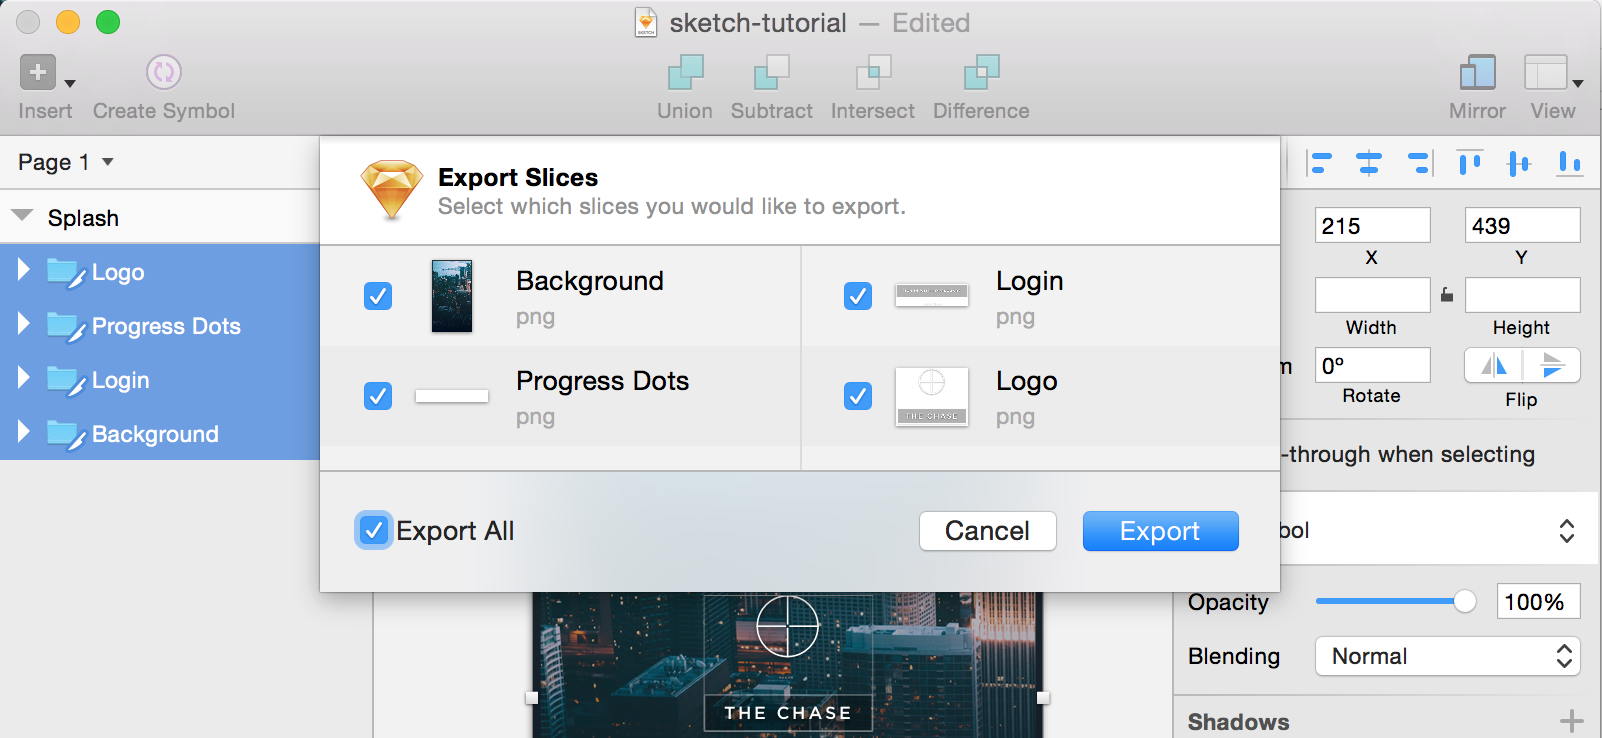 sketch-tutorial — Edited
Insert
Create Symbol
Union
Subtract
Intersect
Difference
Mirror
View
Page 1
Splash
Logo
Progress Dots
Login
Background
Export Slices
Select which slices you would like to export.
Background
png
Login
png
Progress Dots
png
Logo
png
THE CHASE
Export All
Cancel
Export
215
439
X
Y
Width
Height
m
0º
Rotate
Flip
-through when selecting
bol
Opacity
100%
Blending
Normal
Shadows
THE CHASE